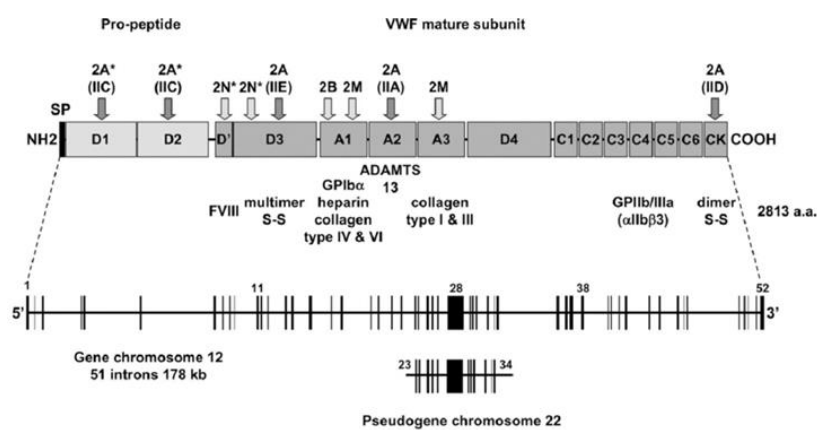 Pro-peptide VWF mature subunit
2A* 2A* 2N* 2N* 2A 2B 2M 2A 2M 2A
(IIC) (IIC) (IIE) (IIA) (IID)
SP
NH2 D1 D2 D' D3 A1 A2 A3 D4 C1 C2 C3 C4 C5 C6 CK COOH
ADAMTS
13
FVIII multimer GPIbα collagen GPIIb/IIIa dimer 2813 a.a.
S-S heparin type I & III (αIIbβ3) S-S
collagen
type IV & VI
1 11 28 38 52
5' 3'
Gene chromosome 12
51 introns 178 kb
23 34
Pseudogene chromosome 22